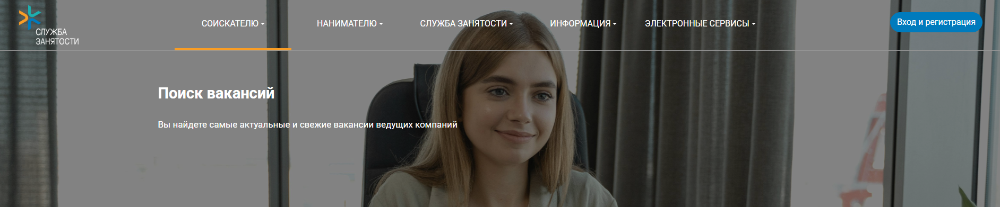 СЛУЖБА
ЗАНЯТОСТИ
СОИСКАТЕЛЮ
НАНИМАТЕЛЮ
СЛУЖБА ЗАНЯТОСТИ
ИНФОРМАЦИЯ
ЭЛЕКТРОННЫЕ СЕРВИСЫ
Вход и регистрация
Поиск вакансий
Вы найдете самые актуальные и свежие вакансии ведущих компаний